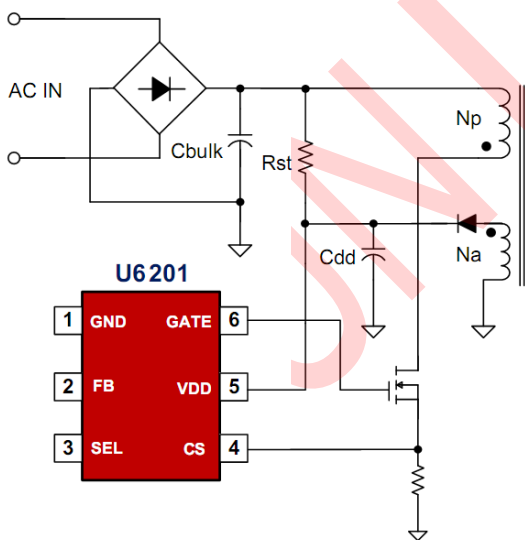 AC IN
Cbulk
Rst
Np
Cdd
Na
U6201
1 GND GATE 6
2 FB VDD 5
3 SEL CS 4